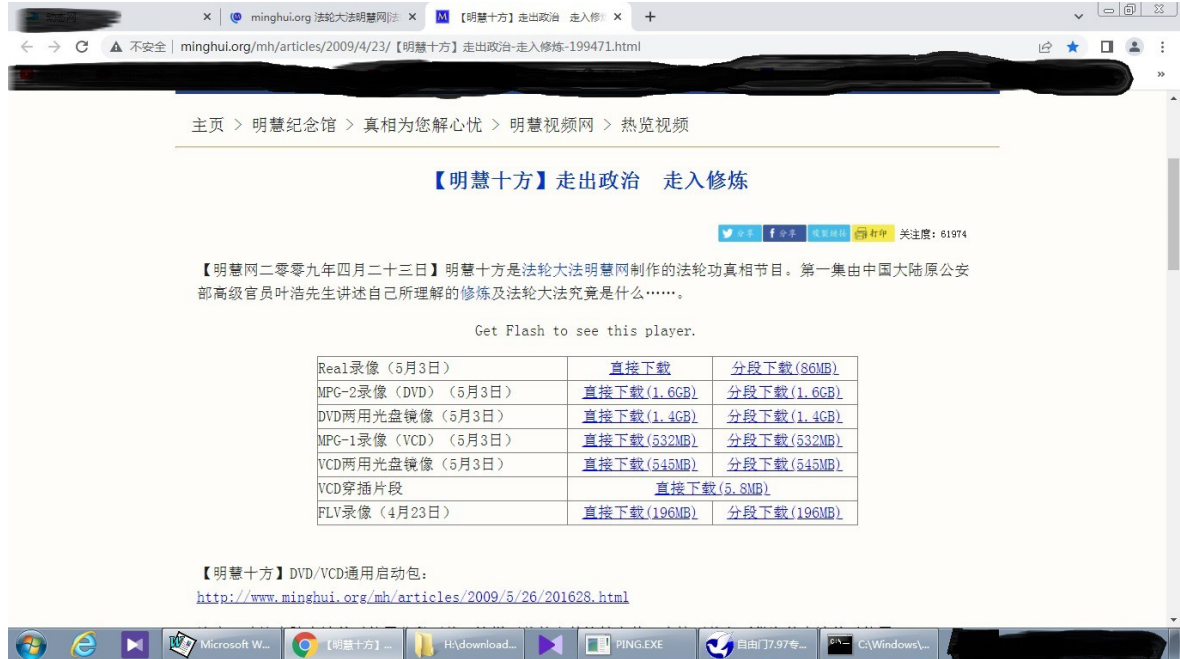 minghui.org 法轮大法明慧网|法
【明慧十方】走出政治 走入修
不安全 | minghui.org/mh/articles/2009/4/23/【明慧十方】走出政治-走入修炼-199471.html
主页 > 明慧纪念馆 > 真相为您解心忧 > 明慧视频网 > 热览视频
【明慧十方】走出政治 走入修炼
分享 分享 打印 关注度: 61974
【明慧网二零零九年四月二十三日】明慧十方是法轮大法明慧网制作的法轮功真相节目。第一集由中国大陆原公安
部高级官员叶浩先生讲述自己所理解的修炼及法轮大法究竟是什么……。
Get Flash to see this player.
Real录像（5月3日） 直接下载 分段下载(86MB)
MPG-2录像（DVD）（5月3日） 直接下载(1.6GB) 分段下载(1.6GB)
DVD两用光盘镜像（5月3日） 直接下载(1.4GB) 分段下载(1.4GB)
MPG-1录像（VCD）（5月3日） 直接下载(532MB) 分段下载(532MB)
VCD两用光盘镜像（5月3日） 直接下载(545MB) 分段下载(545MB)
VCD穿插片段 直接下载(5.8MB)
FLV录像（4月23日） 直接下载(196MB) 分段下载(196MB)
【明慧十方】DVD/VCD通用启动包:
http://www.minghui.org/mh/articles/2009/5/26/201628.html
Microsoft W... 【明慧十方】... H:\download... PING.EXE 自由门7.97专... C:\Windows\...